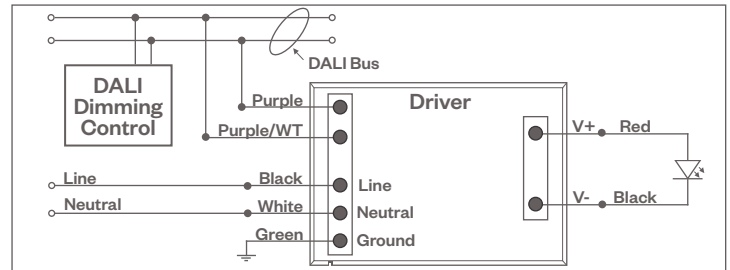 DALI Bus
DALI
Dimming
Control
Purple
Driver
Purple/WT
V+ Red
Line Black Line
V- Black
Neutral White Neutral
Green Ground